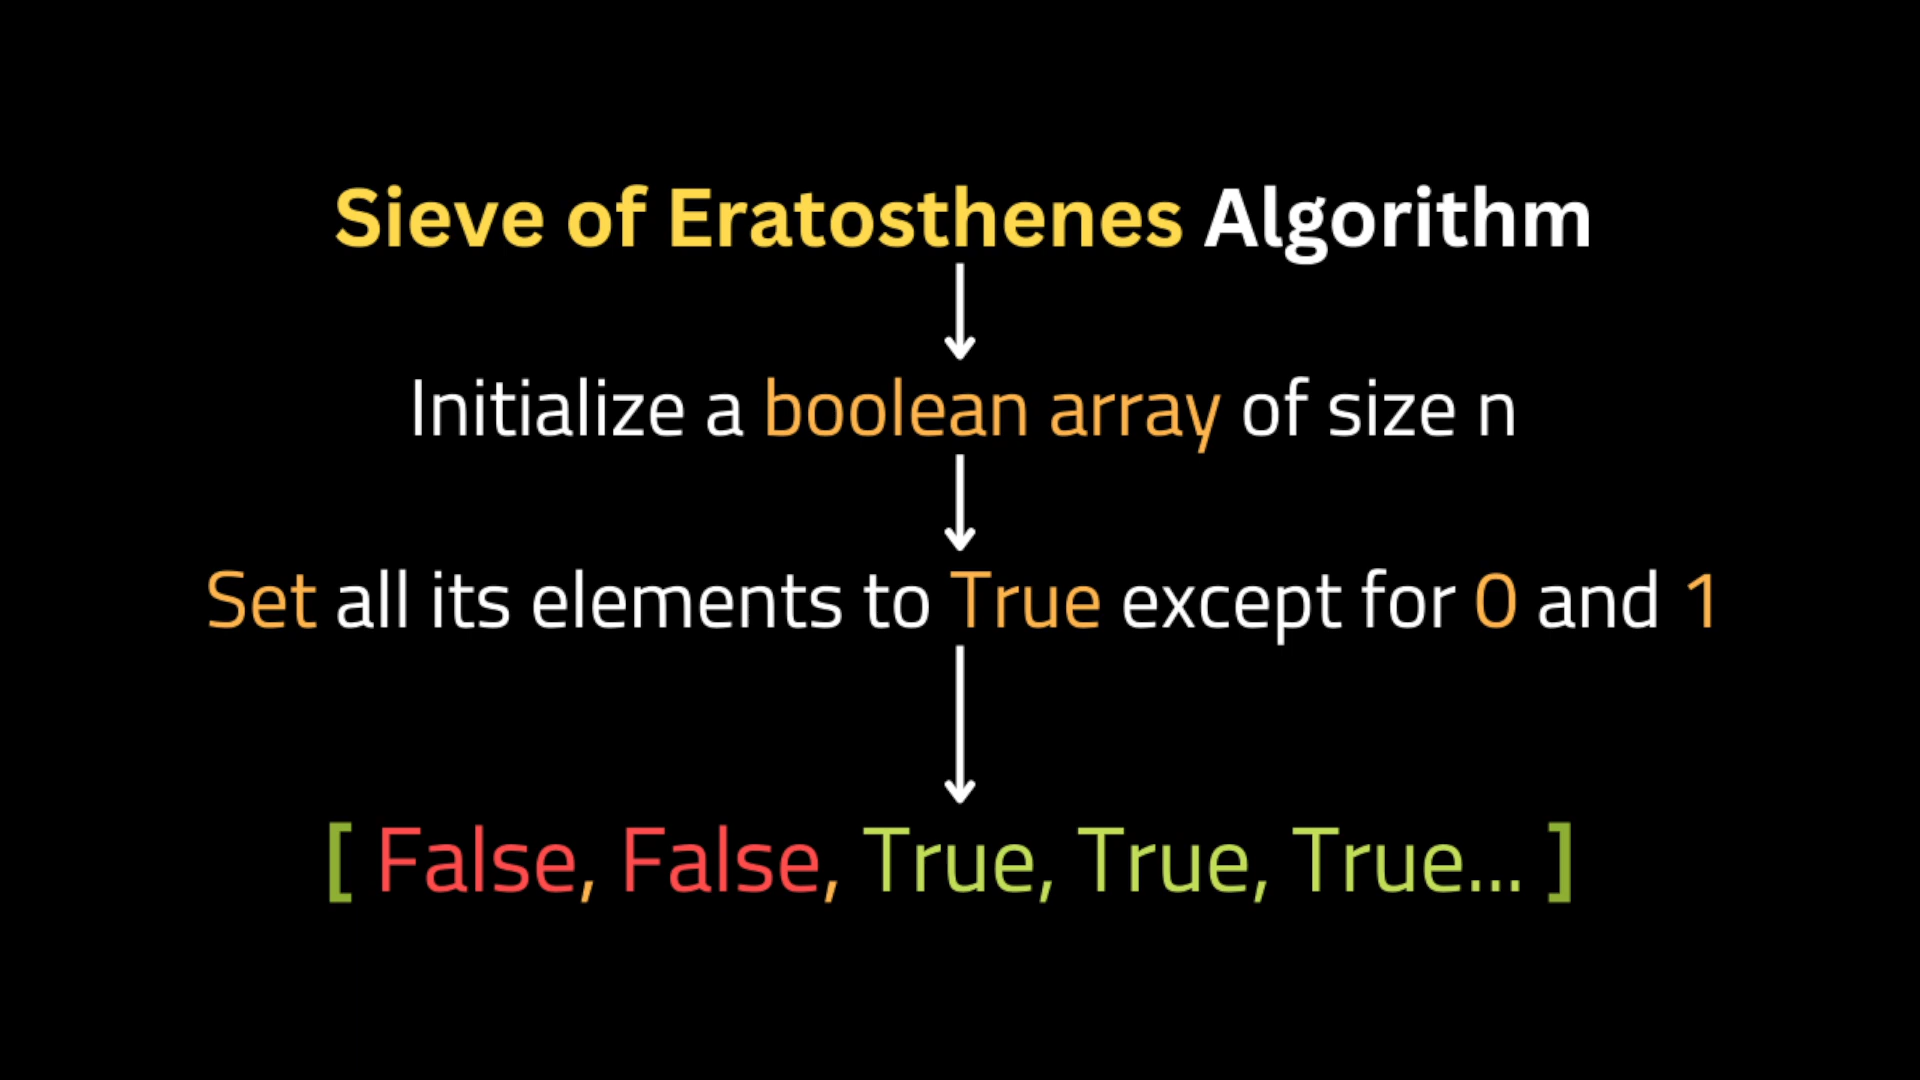 Sieve of Eratosthenes Algorithm
Initialize a boolean array of size n
Set all its elements to True except for 0 and 1
[ False, False, True, True, True... ]